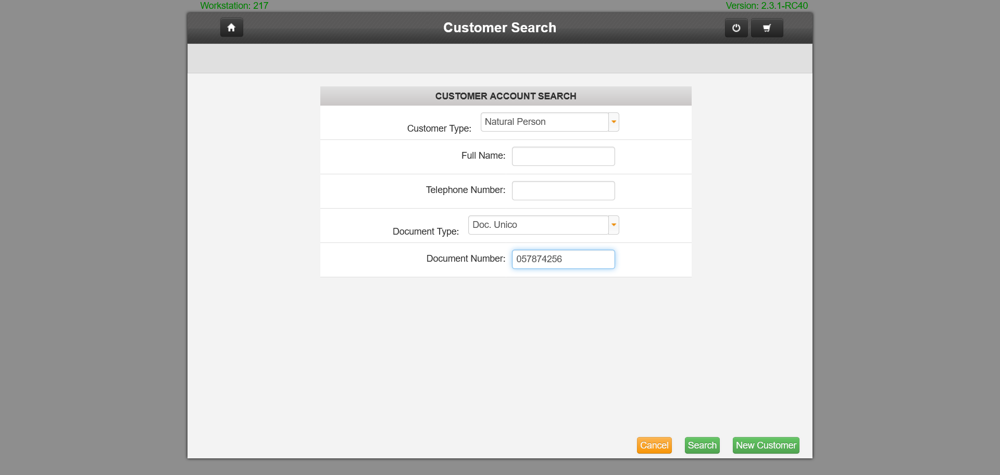 Workstation: 217
Version: 2.3.1-RC40
Customer Search
CUSTOMER ACCOUNT SEARCH
Customer Type: Natural Person
Full Name:
Telephone Number:
Document Type: Doc. Unico
Document Number: 057874256
Cancel
Search
New Customer